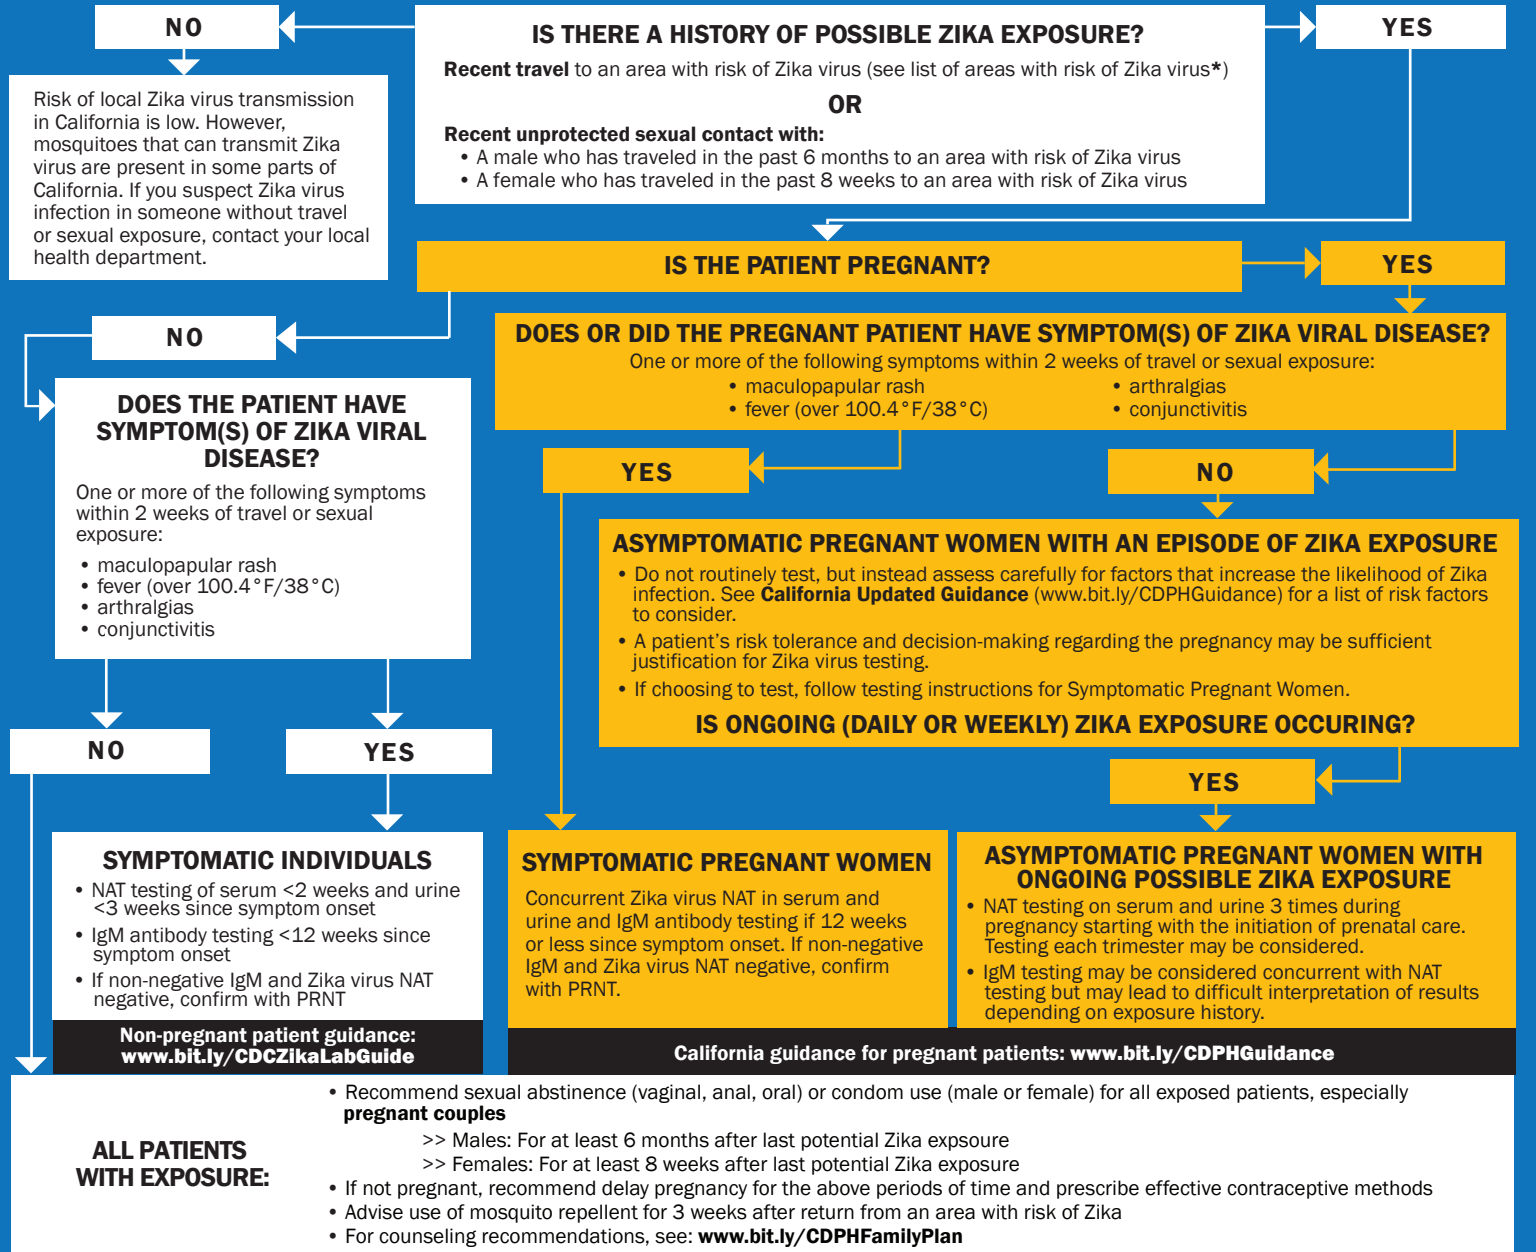 NO
IS THERE A HISTORY OF POSSIBLE ZIKA EXPOSURE?
YES
Recent travel to an area with risk of Zika virus (see list of areas with risk of Zika virus*)
OR
Recent unprotected sexual contact with:
• A male who has traveled in the past 6 months to an area with risk of Zika virus
• A female who has traveled in the past 8 weeks to an area with risk of Zika virus
Risk of local Zika virus transmission
in California is low. However,
mosquitoes that can transmit Zika
virus are present in some parts of
California. If you suspect Zika virus
infection in someone without travel
or sexual exposure, contact your local
health department.
IS THE PATIENT PREGNANT?
YES
NO
DOES OR DID THE PREGNANT PATIENT HAVE SYMPTOM(S) OF ZIKA VIRAL DISEASE?
One or more of the following symptoms within 2 weeks of travel or sexual exposure:
• maculopapular rash
• fever (over 100.4°F/38°C)
• arthralgias
• conjunctivitis
DOES THE PATIENT HAVE
SYMPTOM(S) OF ZIKA VIRAL
DISEASE?
One or more of the following symptoms
within 2 weeks of travel or sexual
exposure:
• maculopapular rash
• fever (over 100.4°F/38°C)
• arthralgias
• conjunctivitis
YES
NO
ASYMPTOMATIC PREGNANT WOMEN WITH AN EPISODE OF ZIKA EXPOSURE
• Do not routinely test, but instead assess carefully for factors that increase the likelihood of Zika
infection. See California Updated Guidance (www.bit.ly/CDPHGuidance) for a list of risk factors
to consider.
• A patient's risk tolerance and decision-making regarding the pregnancy may be sufficient
justification for Zika virus testing.
• If choosing to test, follow testing instructions for Symptomatic Pregnant Women.
IS ONGOING (DAILY OR WEEKLY) ZIKA EXPOSURE OCCURING?
NO
YES
YES
SYMPTOMATIC INDIVIDUALS
• NAT testing of serum <2 weeks and urine
<3 weeks since symptom onset
• IgM antibody testing <12 weeks since
symptom onset
• If non-negative IgM and Zika virus NAT
negative, confirm with PRNT
Non-pregnant patient guidance:
www.bit.ly/CDCZikaLabGuide
SYMPTOMATIC PREGNANT WOMEN
Concurrent Zika virus NAT in serum and
urine and IgM antibody testing if 12 weeks
or less since symptom onset. If non-negative
IgM and Zika virus NAT negative, confirm
with PRNT.
ASYMPTOMATIC PREGNANT WOMEN WITH
ONGOING POSSIBLE ZIKA EXPOSURE
• NAT testing on serum and urine 3 times during
pregnancy starting with the initiation of prenatal care.
Testing each trimester may be considered.
• IgM testing may be considered concurrent with NAT
testing but may lead to difficult interpretation of results
depending on exposure history.
California guidance for pregnant patients: www.bit.ly/CDPHGuidance
ALL PATIENTS
WITH EXPOSURE:
• Recommend sexual abstinence (vaginal, anal, oral) or condom use (male or female) for all exposed patients, especially
pregnant couples
>> Males: For at least 6 months after last potential Zika expsoure
>> Females: For at least 8 weeks after last potential Zika exposure
• If not pregnant, recommend delay pregnancy for the above periods of time and prescribe effective contraceptive methods
• Advise use of mosquito repellent for 3 weeks after return from an area with risk of Zika
• For counseling recommendations, see: www.bit.ly/CDPHFamilyPlan